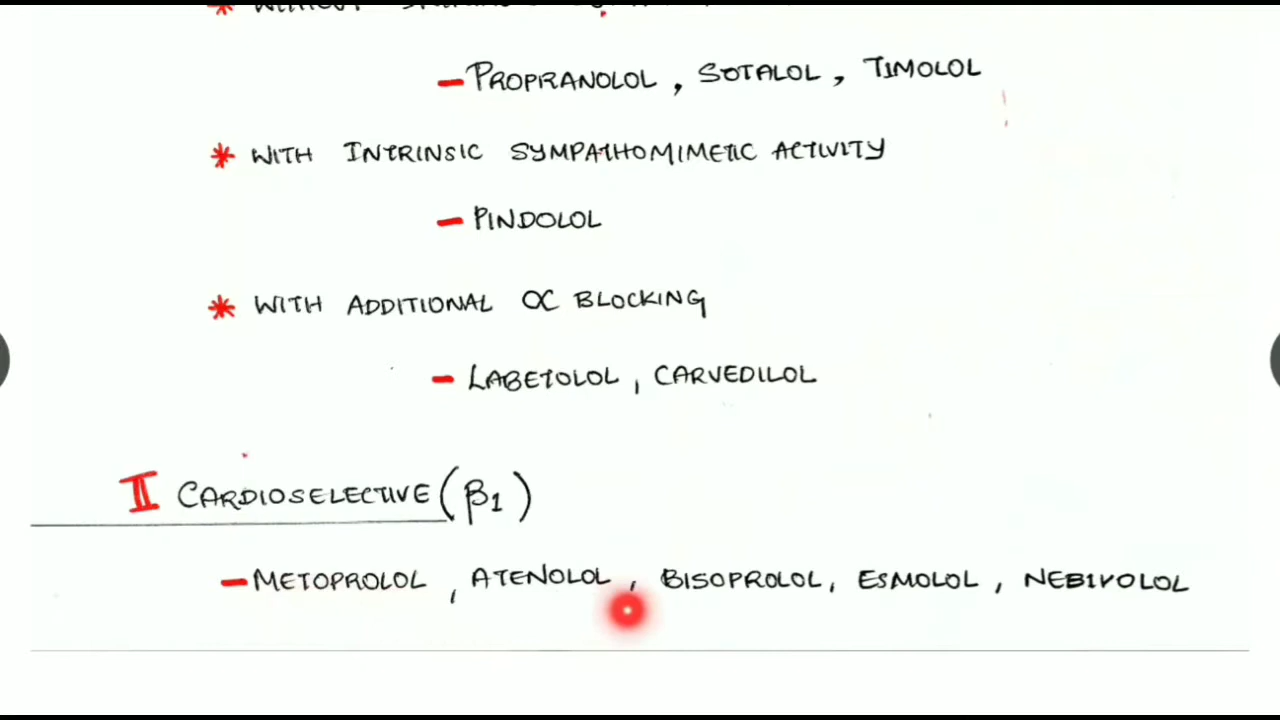 * WITHOUT
- PROPRANOLOL, SOTALOL, TIMOLOL
* WITH INTRINSIC SYMPATHOMIMETIC ACTIVITY
- PINDOLOL
* WITH ADDITIONAL α BLOCKING
- LABETOLOL, CARVEDILOL
II CARDIOSELECTIVE (β1)
- METOPROLOL, ATENOLOL, BISOPROLOL, ESMOLOL, NEBIVOLOL